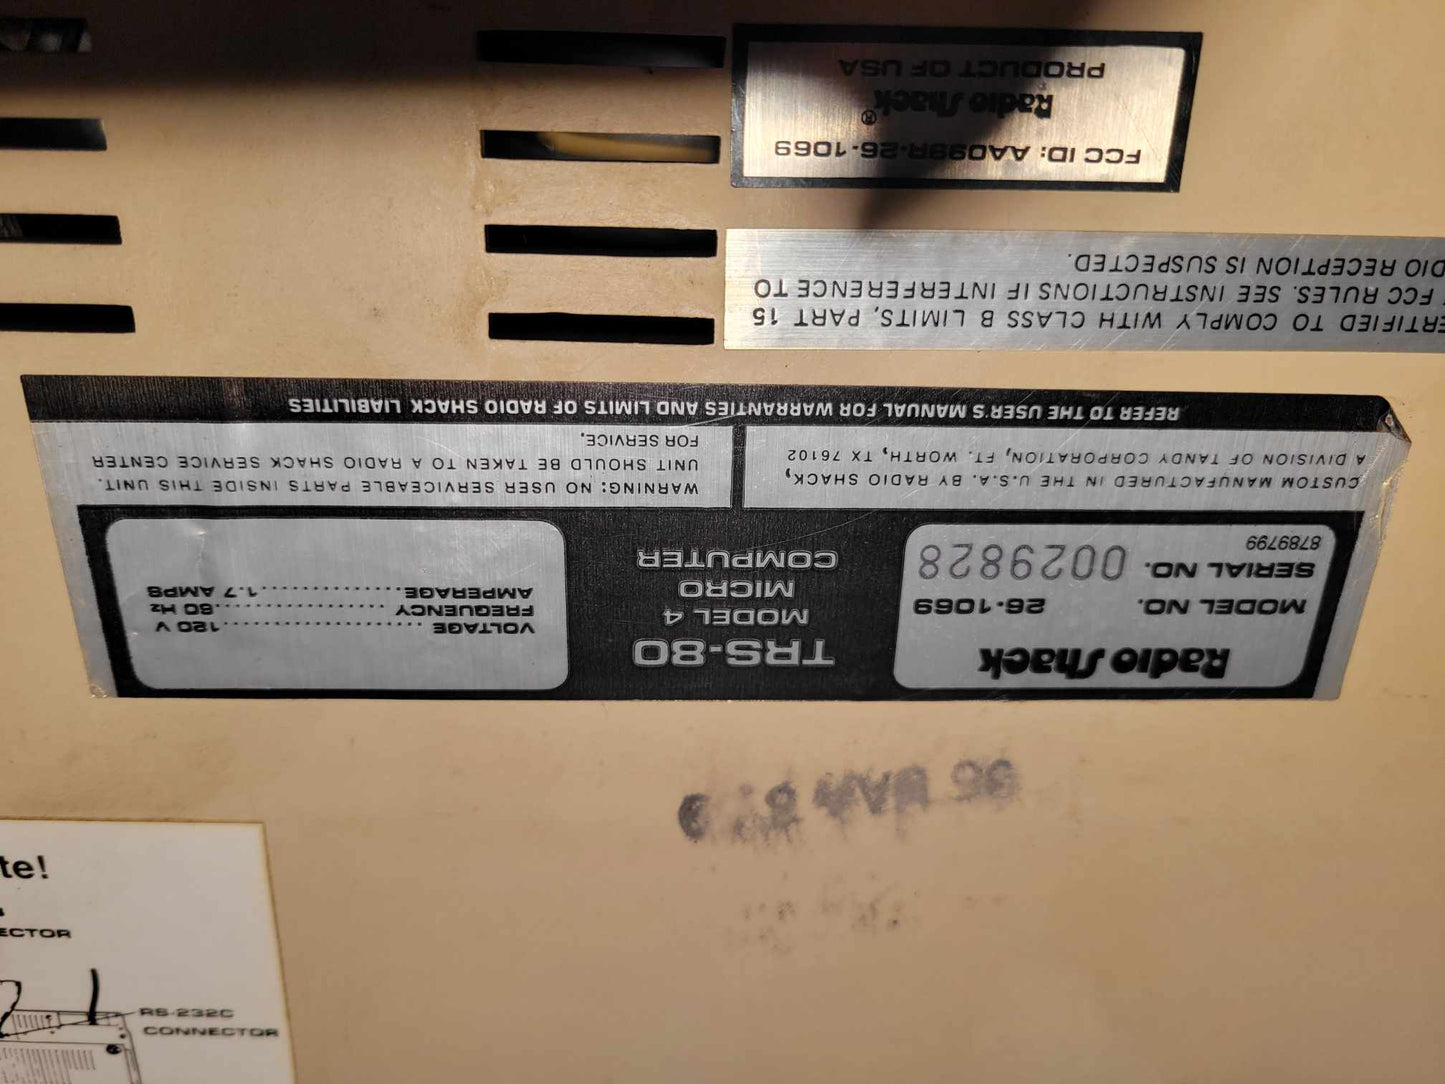 Radio Shack
MODEL NO. 26-1069
SERIAL NO. 0029828
8789799
TRS-80
MODEL 4
MICRO
COMPUTER
VOLTAGE ........................120 V
FREQUENCY ..................60 Hz
AMPERAGE...................1.7 AMPS
CUSTOM MANUFACTURED IN THE U.S.A. BY RADIO SHACK,
A DIVISION OF TANDY CORPORATION, FT. WORTH, TX 76102
WARNING: NO USER SERVICEABLE PARTS INSIDE THIS UNIT.
UNIT SHOULD BE TAKEN TO A RADIO SHACK SERVICE CENTER
FOR SERVICE.
REFER TO THE USER'S MANUAL FOR WARRANTIES AND LIMITS OF RADIO SHACK LIABILITIES
ERTIFIED TO COMPLY WITH CLASS B LIMITS, PART 15
FCC RULES. SEE INSTRUCTIONS IF INTERFERENCE TO
DIO RECEPTION IS SUSPECTED.
FCC ID: AAO99R-26-1069
Radio Shack®
PRODUCT OF USA
te!
ECTOR
RS-232C
CONNECTOR